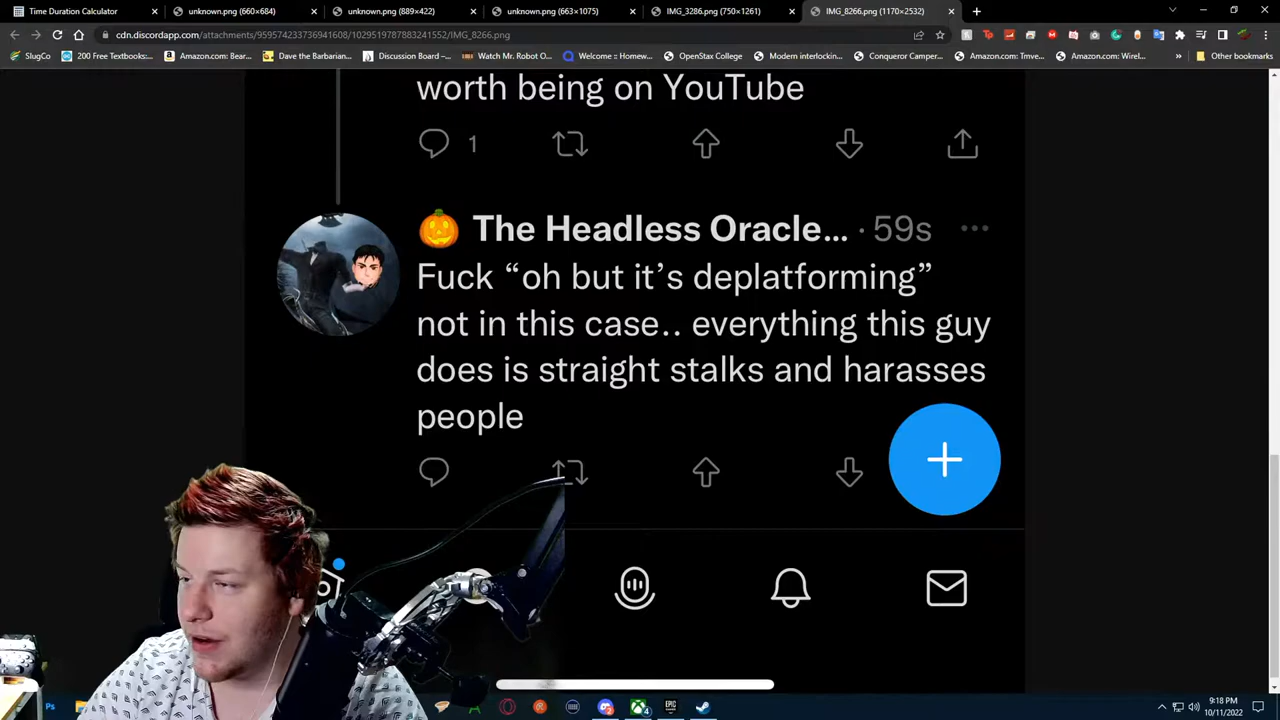 Time Duration Calculator
unknown.png (660×684)
unknown.png (889×422)
unknown.png (663×1075)
IMG_3286.png (750×1261)
IMG_8266.png (1170×2532)
cdn.discordapp.com/attachments/959574233736941608/1029519787883241552/IMG_8266.png
SlugCo
200 Free Textbooks:...
Amazon.com: Bear...
Dave the Barbarian...
Discussion Board –...
Watch Mr. Robot O...
Welcome :: Homew...
OpenStax College
Modern interlockin...
Conqueror Camper...
Amazon.com: Tmve...
Amazon.com: Wirel...
Other bookmarks
worth being on YouTube
1
The Headless Oracle... · 59s
Fuck “oh but it’s deplatforming”
not in this case.. everything this guy
does is straight stalks and harasses
people
9:18 PM
10/11/2022